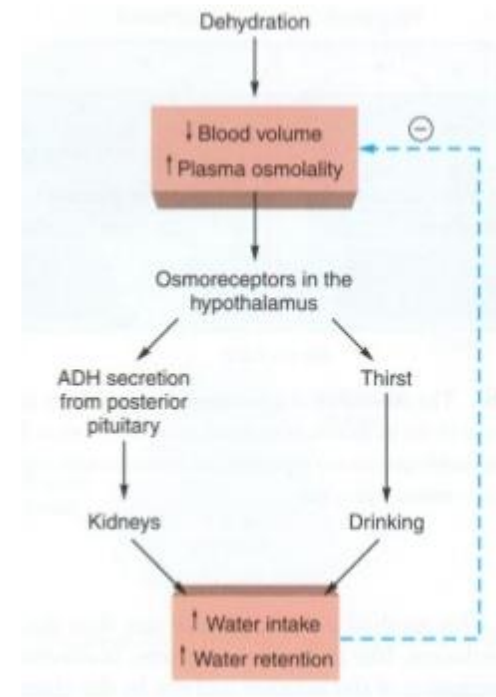 Dehydration
↓ Blood volume
↑ Plasma osmolality
−
Osmoreceptors in the
hypothalamus
ADH secretion
from posterior
pituitary
Thirst
Kidneys
Drinking
↑ Water intake
↑ Water retention